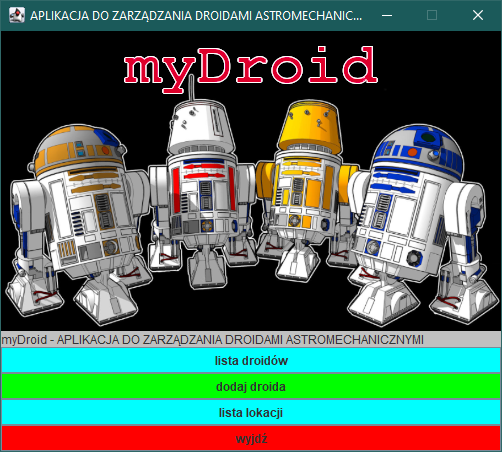 APLIKACJA DO ZARZĄDZANIA DROIDAMI ASTROMECHANIC...
myDroid
myDroid - APLIKACJA DO ZARZĄDZANIA DROIDAMI ASTROMECHANICZNYMI
lista droidów
dodaj droida
lista lokacji
wyjdź